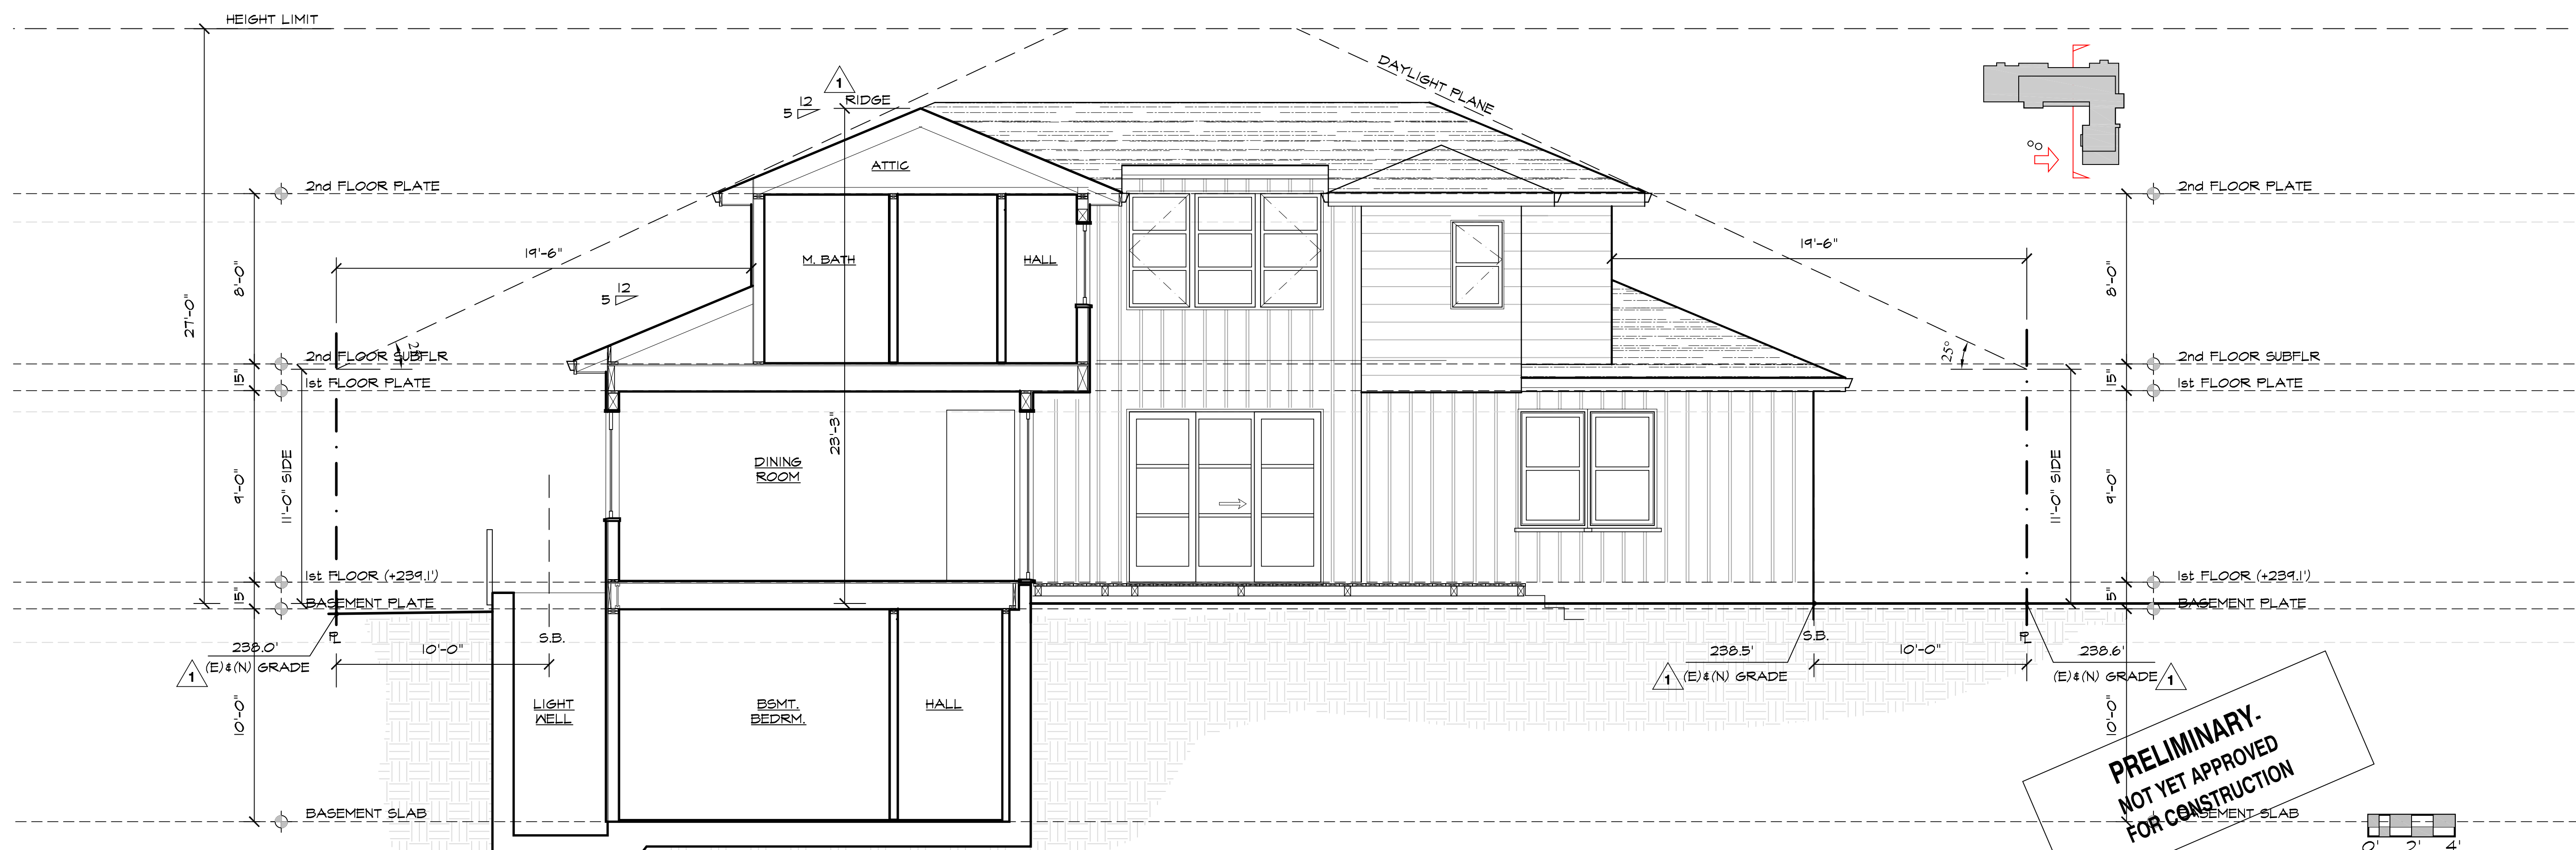 HEIGHT LIMIT
12
5
1
RIDGE
DAYLIGHT PLANE
ATTIC
2nd FLOOR PLATE
2nd FLOOR PLATE
19'-6"
19'-6"
M. BATH
HALL
8'-0"
8'-0"
27'-0"
12
5
25°
2nd FLOOR SUBFLR
2nd FLOOR SUBFLR
15"
15"
1st FLOOR PLATE
1st FLOOR PLATE
23'-3"
DINING
ROOM
9'-0"
11'-0" SIDE
11'-0" SIDE
9'-0"
1st FLOOR (+239.1')
1st FLOOR (+239.1')
15"
15"
BASEMENT PLATE
BASEMENT PLATE
PL
S.B.
S.B.
PL
238.0'
10'-0"
238.5'
10'-0"
238.6'
1
(E)&(N) GRADE
1
(E)&(N) GRADE
(E)&(N) GRADE
1
LIGHT
WELL
BSMT.
BEDRM.
HALL
10'-0"
10'-0"
PRELIMINARY-
NOT YET APPROVED
FOR CONSTRUCTION
BASEMENT SLAB
BASEMENT SLAB
0' 2' 4'